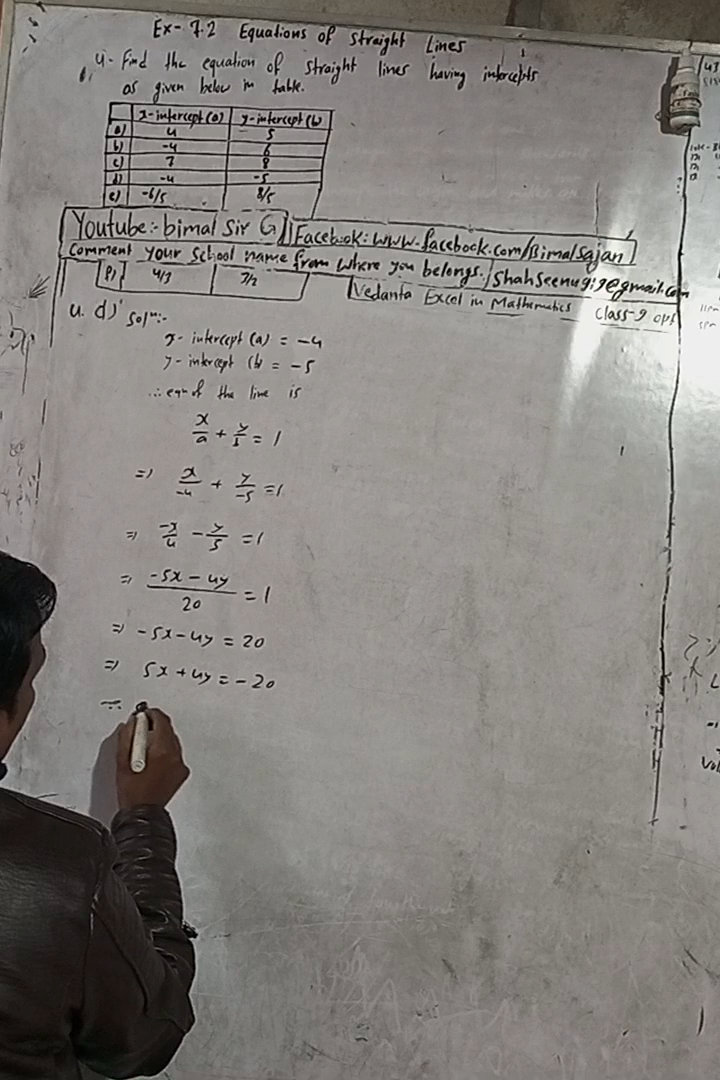 Ex- 7.2 Equations of Straight Lines
4. Find the equation of straight lines having intercepts
as given below in table.
x-intercept (a) y-intercept (b)
a) 4 5
b) -4 6
c) 7 8
d) -4 -5
e) -6/5 8/5
Youtube:- bimal Sir G Facebook: www.facebook.com/Bimalsajan
Comment your School name from where you belongs. / Shahseenu919@gmail.com
4/3 7/2
Vedanta Excel in Mathematics Class-9 opt
4. d) Solⁿ:-
x- intercept (a) = -4
y- intercept (b) = -5
∴ eqn of the line is
x/a + y/b = 1
=> x/-4 + y/-5 = 1
=> -x/4 - y/5 = 1
=> (-5x - 4y)/20 = 1
=> -5x - 4y = 20
=> 5x + 4y = -20
∴